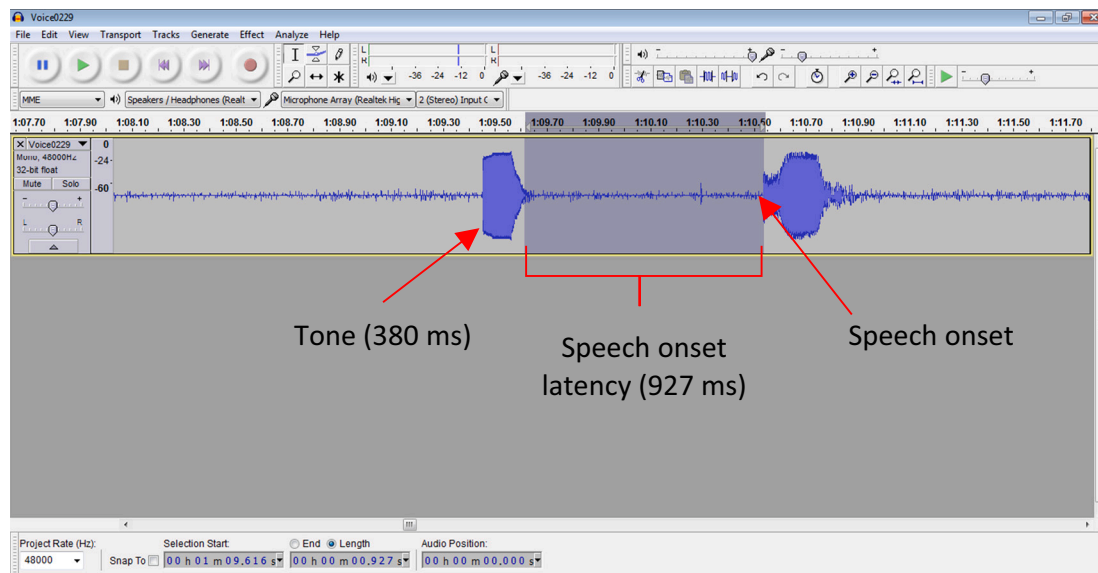 Voice0229
File Edit View Transport Tracks Generate Effect Analyze Help
L
R
-36 -24 -12 0
L
R
-36 -24 -12 0
MME Speakers / Headphones (Realt Microphone Array (Realtek Hig 2 (Stereo) Input C
1:07.70 1:07.90 1:08.10 1:08.30 1:08.50 1:08.70 1:08.90 1:09.10 1:09.30 1:09.50 1:09.70 1:09.90 1:10.10 1:10.30 1:10.50 1:10.70 1:10.90 1:11.10 1:11.30 1:11.50 1:11.70
X Voice0229
Mono, 48000Hz
32-bit float
Mute Solo
- +
L R
0
-24-
-60-
Tone (380 ms)
Speech onset
latency (927 ms)
Speech onset
Project Rate (Hz): Selection Start: End Length Audio Position:
48000 Snap To 00 h 01 m 09.616 s 00 h 00 m 00.927 s 00 h 00 m 00.000 s